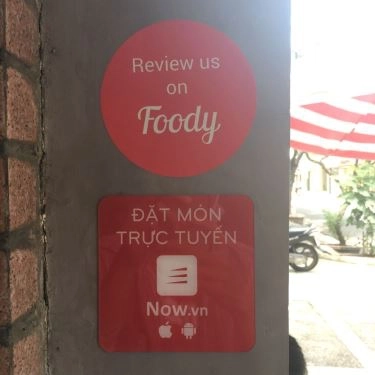 Review us
on
Foody
ĐẶT MÓN
TRỰC TUYẾN
Now.vn